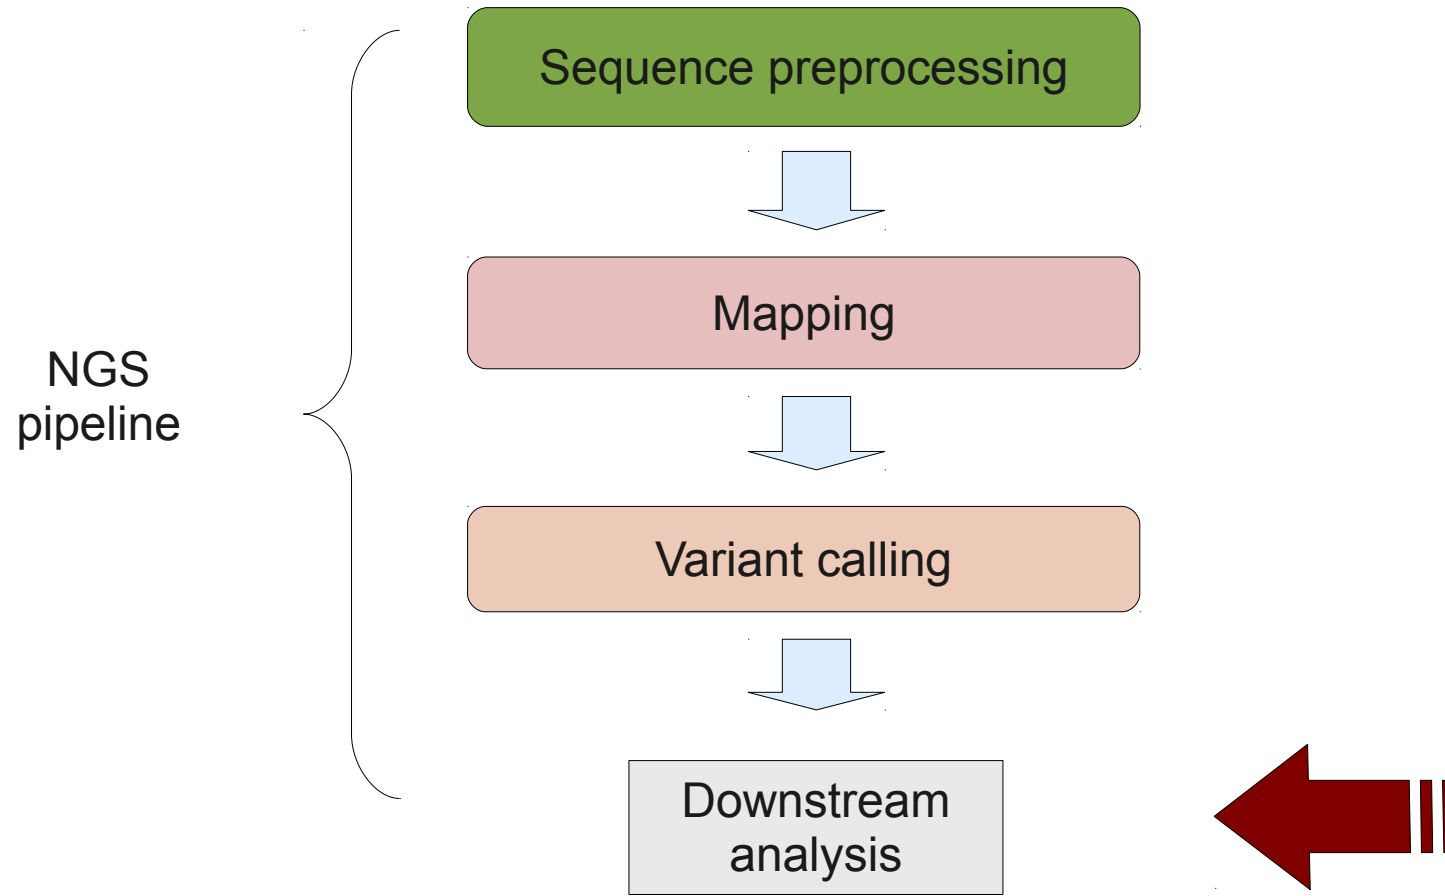 Sequence preprocessing
Mapping
NGS
pipeline
Variant calling
Downstream
analysis